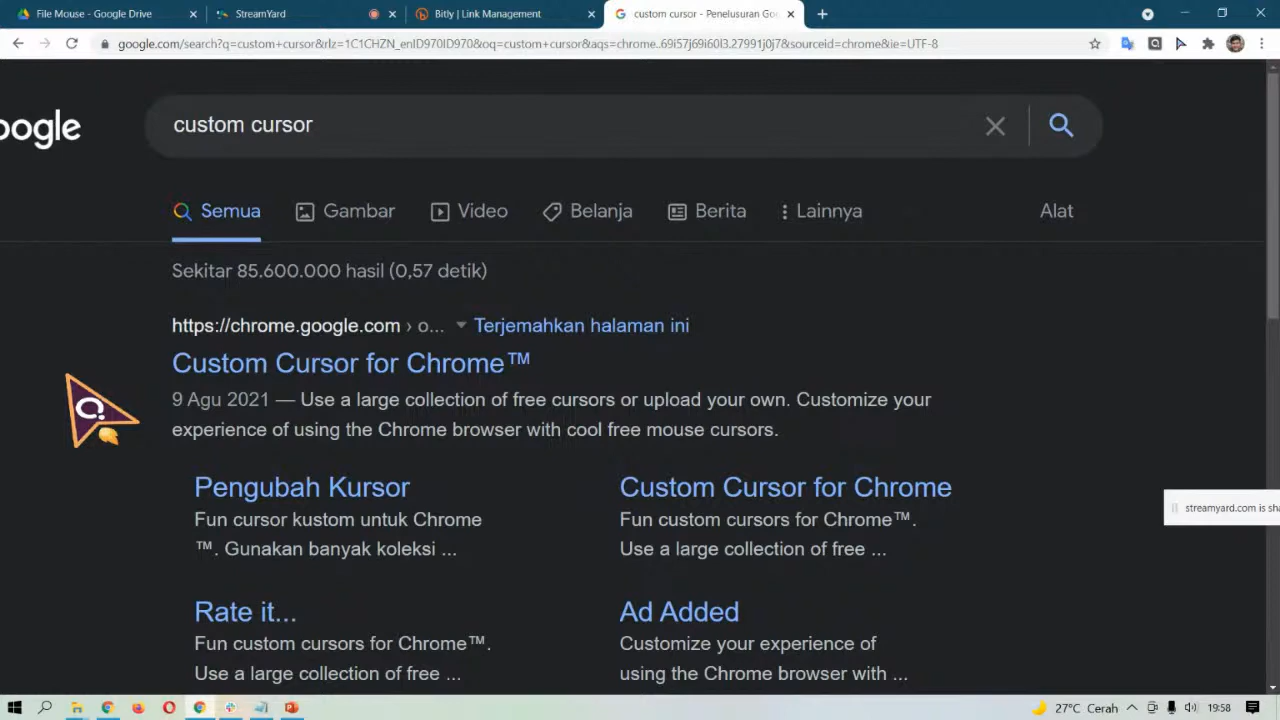 File Mouse - Google Drive
StreamYard
Bitly | Link Management
custom cursor - Penelusuran Goo
google.com/search?q=custom+cursor&rlz=1C1CHZN_enID970ID970&oq=custom+cursor&aqs=chrome..69i57j69i60l3.27991j0j7&sourceid=chrome&ie=UTF-8
oogle
custom cursor
Semua
Gambar
Video
Belanja
Berita
Lainnya
Alat
Sekitar 85.600.000 hasil (0,57 detik)
https://chrome.google.com › o... Terjemahkan halaman ini
Custom Cursor for Chrome™
9 Agu 2021 — Use a large collection of free cursors or upload your own. Customize your
experience of using the Chrome browser with cool free mouse cursors.
Pengubah Kursor
Fun cursor kustom untuk Chrome
™. Gunakan banyak koleksi ...
Custom Cursor for Chrome
Fun custom cursors for Chrome™.
Use a large collection of free ...
streamyard.com is sha
Rate it...
Fun custom cursors for Chrome™.
Use a large collection of free ...
Ad Added
Customize your experience of
using the Chrome browser with ...
27°C Cerah
19:58